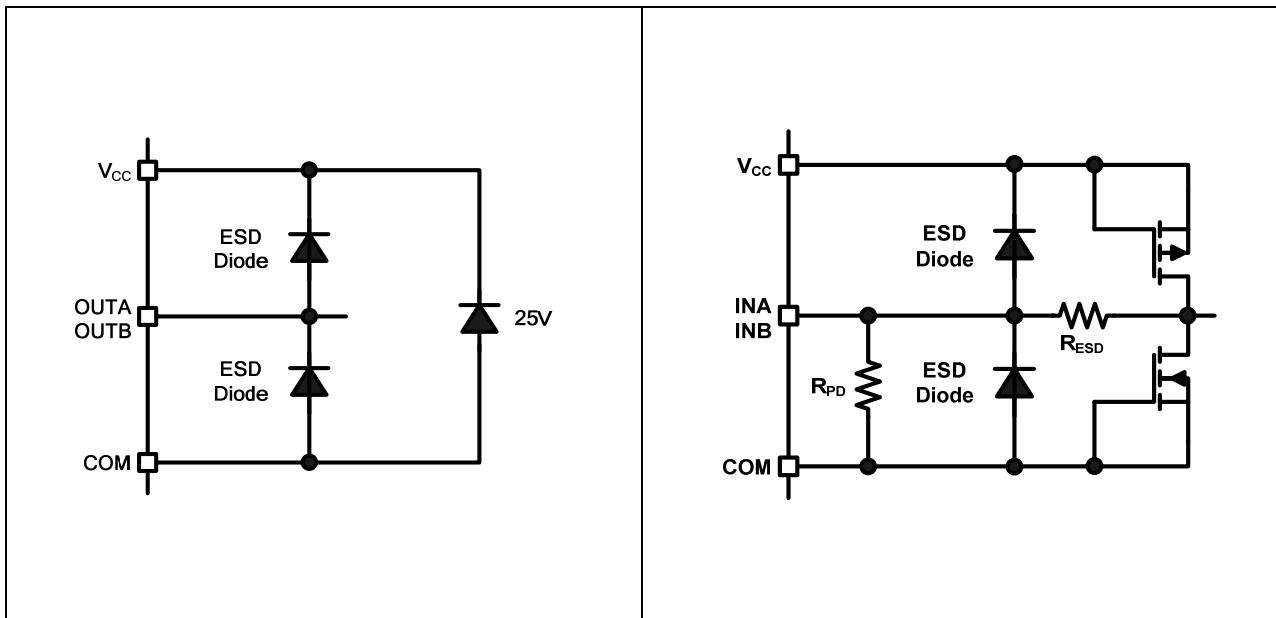 VCC
ESD
Diode
OUTA
OUTB
25V
ESD
Diode
COM
VCC
ESD
Diode
INA
INB
RESD
RPD
ESD
Diode
COM